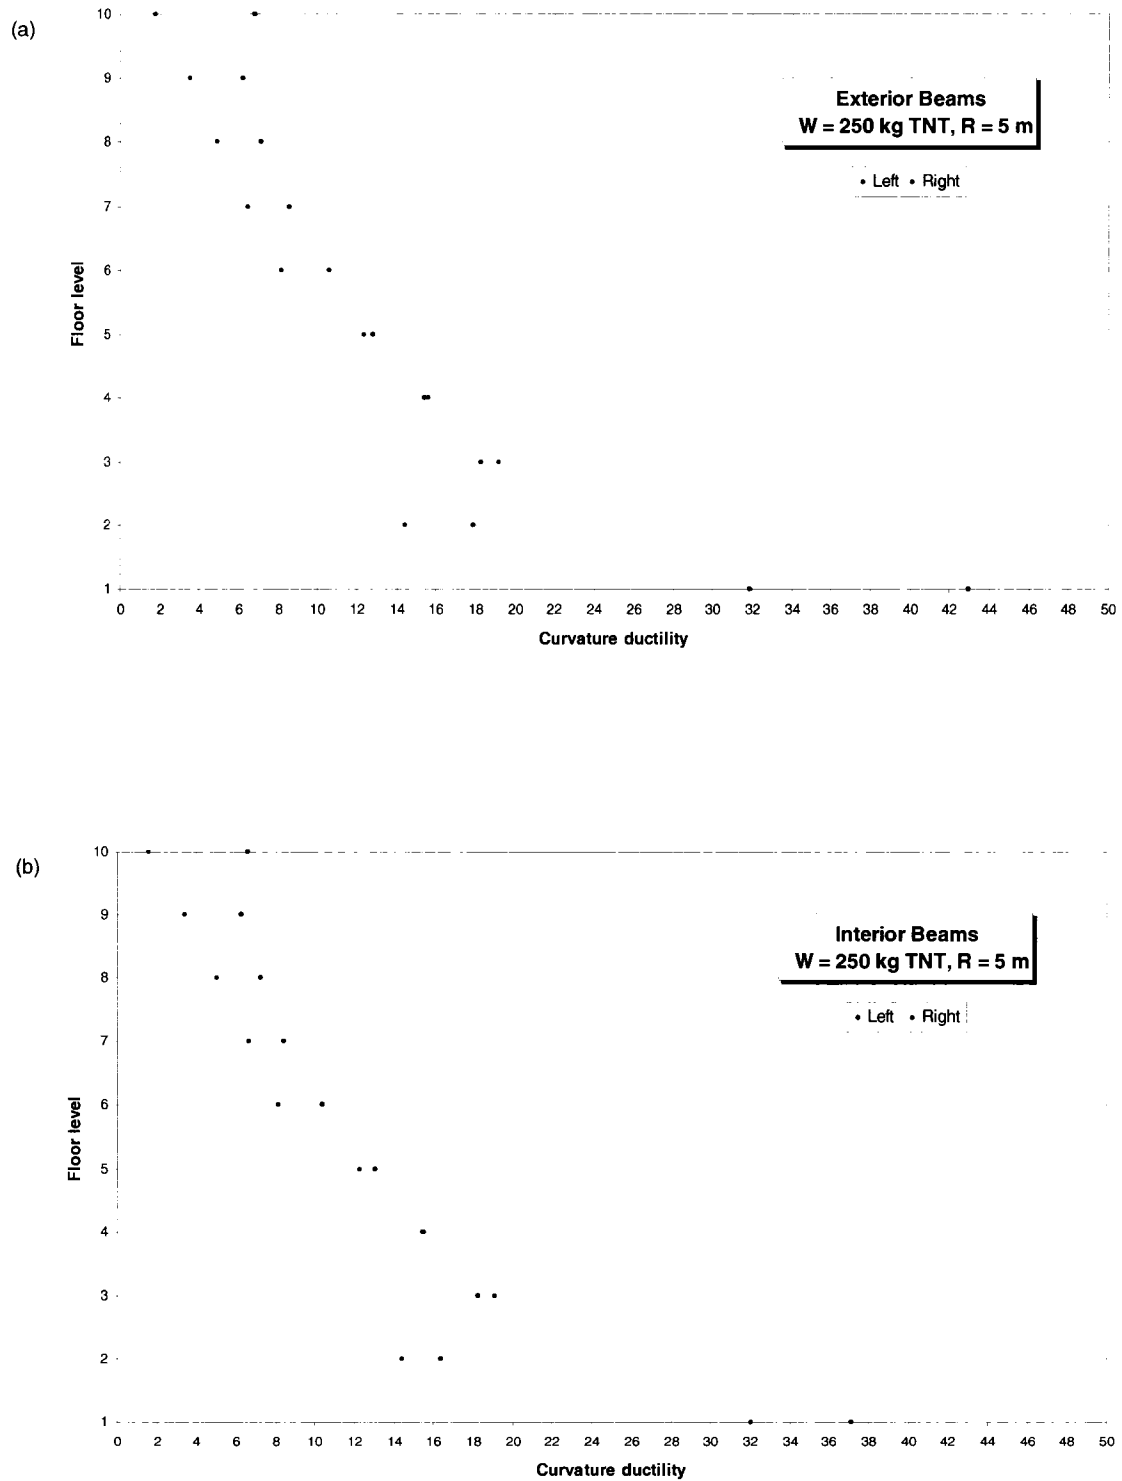 (a)
10
9
8
7
6
5
4
3
2
1
Floor level
Exterior Beams
W = 250 kg TNT, R = 5 m
Left Right
0 2 4 6 8 10 12 14 16 18 20 22 24 26 28 30 32 34 36 38 40 42 44 46 48 50
Curvature ductility
(b)
10
9
8
7
6
5
4
3
2
1
Floor level
Interior Beams
W = 250 kg TNT, R = 5 m
Left Right
0 2 4 6 8 10 12 14 16 18 20 22 24 26 28 30 32 34 36 38 40 42 44 46 48 50
Curvature ductility